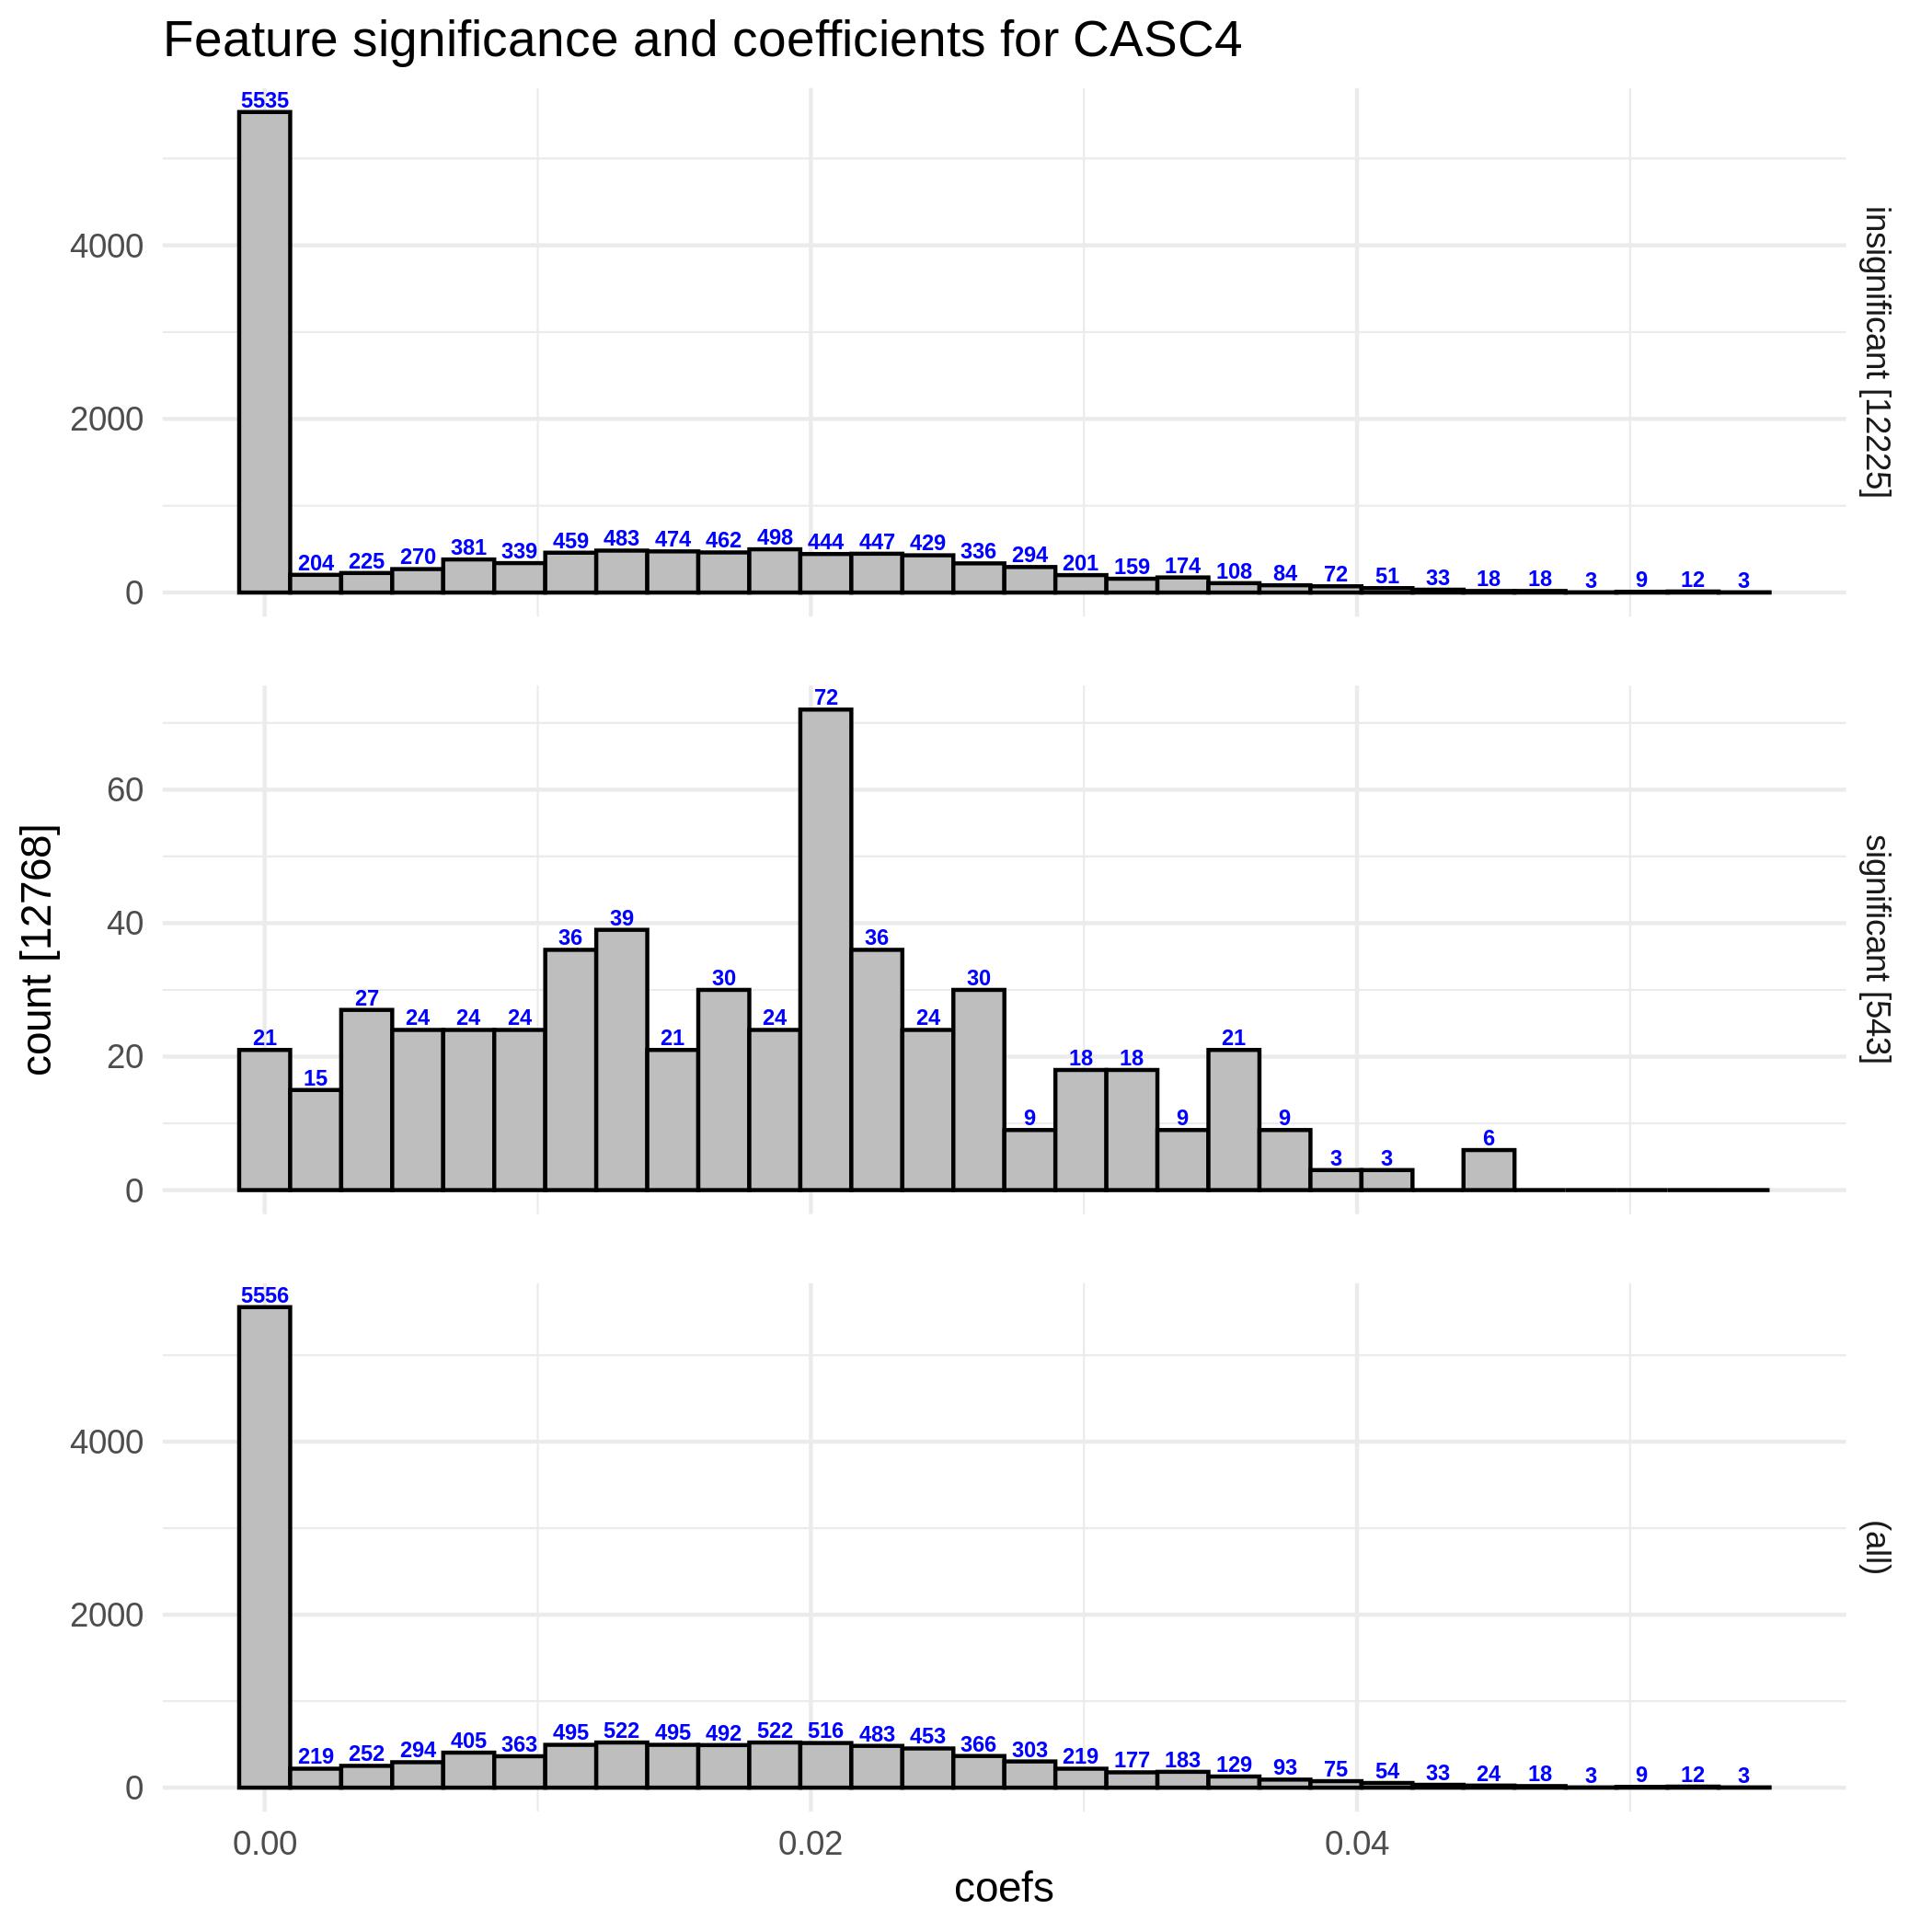 Feature significance and coefficients for CASC4
5535
204 225 270 381 339 459 483 474 462 498 444 447 429 336 294 201 159 174 108 84 72 51 33 18 18 3 9 12 3
4000
2000
0
insignificant [12225]
72
39
36 36
30 30
27
24 24 24 24 24
21 21 21
18 18
15
9 9 9
6
3 3
60
40
20
0
significant [543]
count [12768]
5556
219 252 294 405 363 495 522 495 492 522 516 483 453 366 303 219 177 183 129 93 75 54 33 24 18 3 9 12 3
4000
2000
0
(all)
0.00 0.02 0.04
coefs